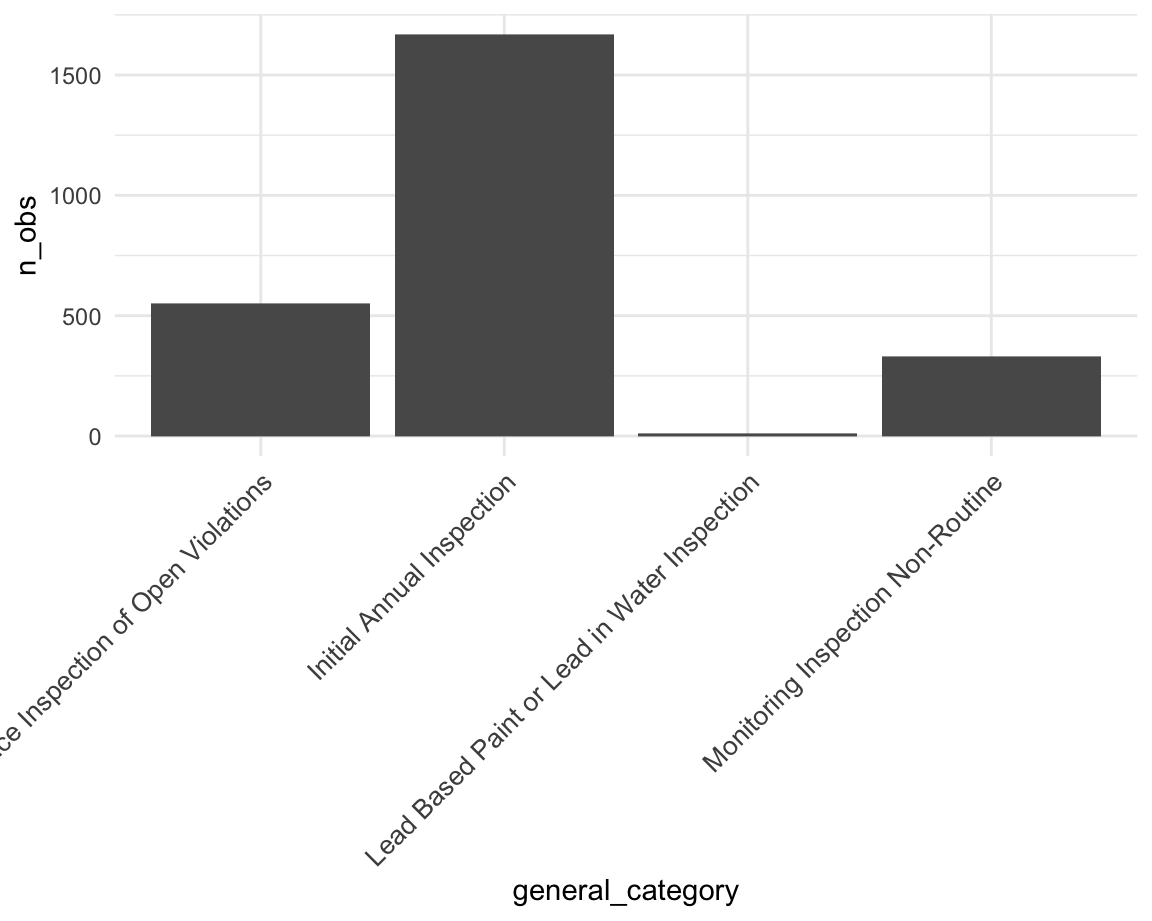 n_obs
1500
1000
500
0
Inspection of Open Violations
Initial Annual Inspection
Lead Based Paint or Lead in Water Inspection
Monitoring Inspection Non-Routine
general_category